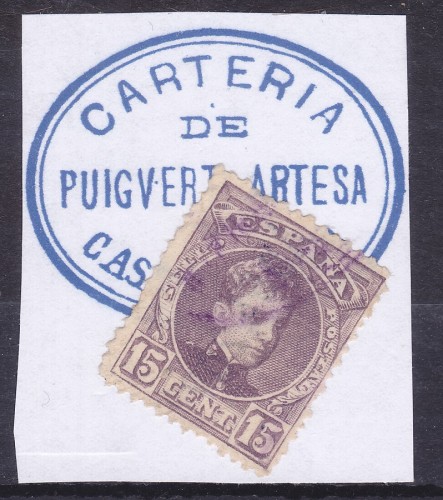 CARTERIA
DE
PUIGVERT ARTESA
CAS
ESPAÑA
15 CENT 15